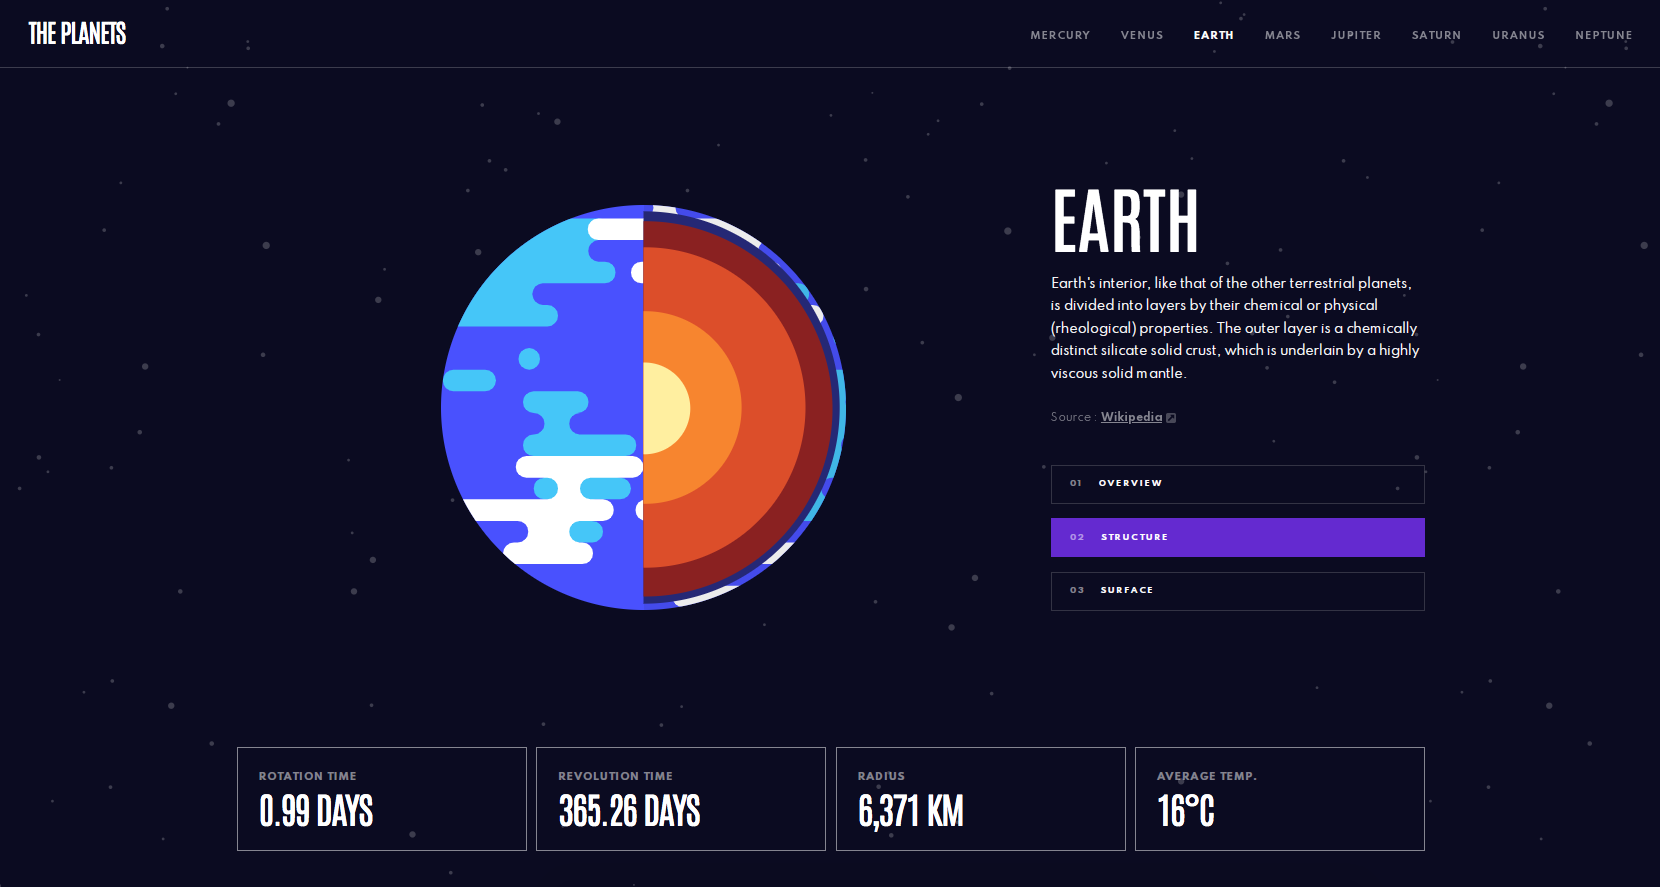 THE PLANETS
MERCURY VENUS EARTH MARS JUPITER SATURN URANUS NEPTUNE
EARTH
Earth's interior, like that of the other terrestrial planets,
is divided into layers by their chemical or physical
(rheological) properties. The outer layer is a chemically
distinct silicate solid crust, which is underlain by a highly
viscous solid mantle.
Source : Wikipedia
01 OVERVIEW
02 STRUCTURE
03 SURFACE
ROTATION TIME
0.99 DAYS
REVOLUTION TIME
365.26 DAYS
RADIUS
6,371 KM
AVERAGE TEMP.
16°C